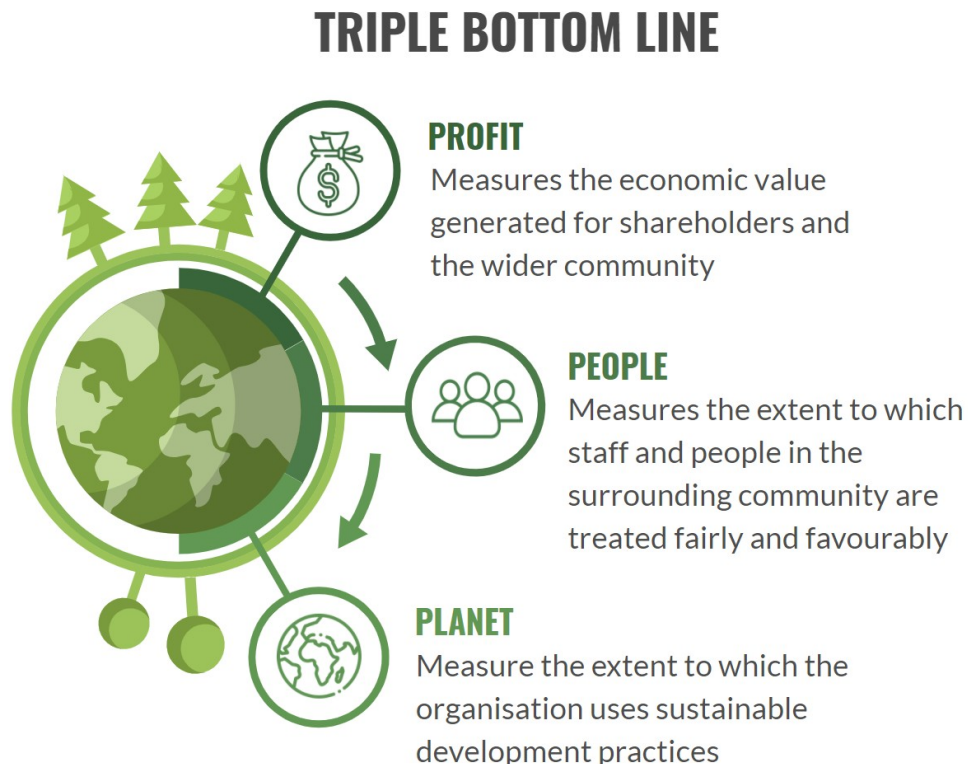 TRIPLE BOTTOM LINE
PROFIT
Measures the economic value
generated for shareholders and
the wider community
$
PEOPLE
Measures the extent to which
staff and people in the
surrounding community are
treated fairly and favourably
PLANET
Measure the extent to which the
organisation uses sustainable
development practices